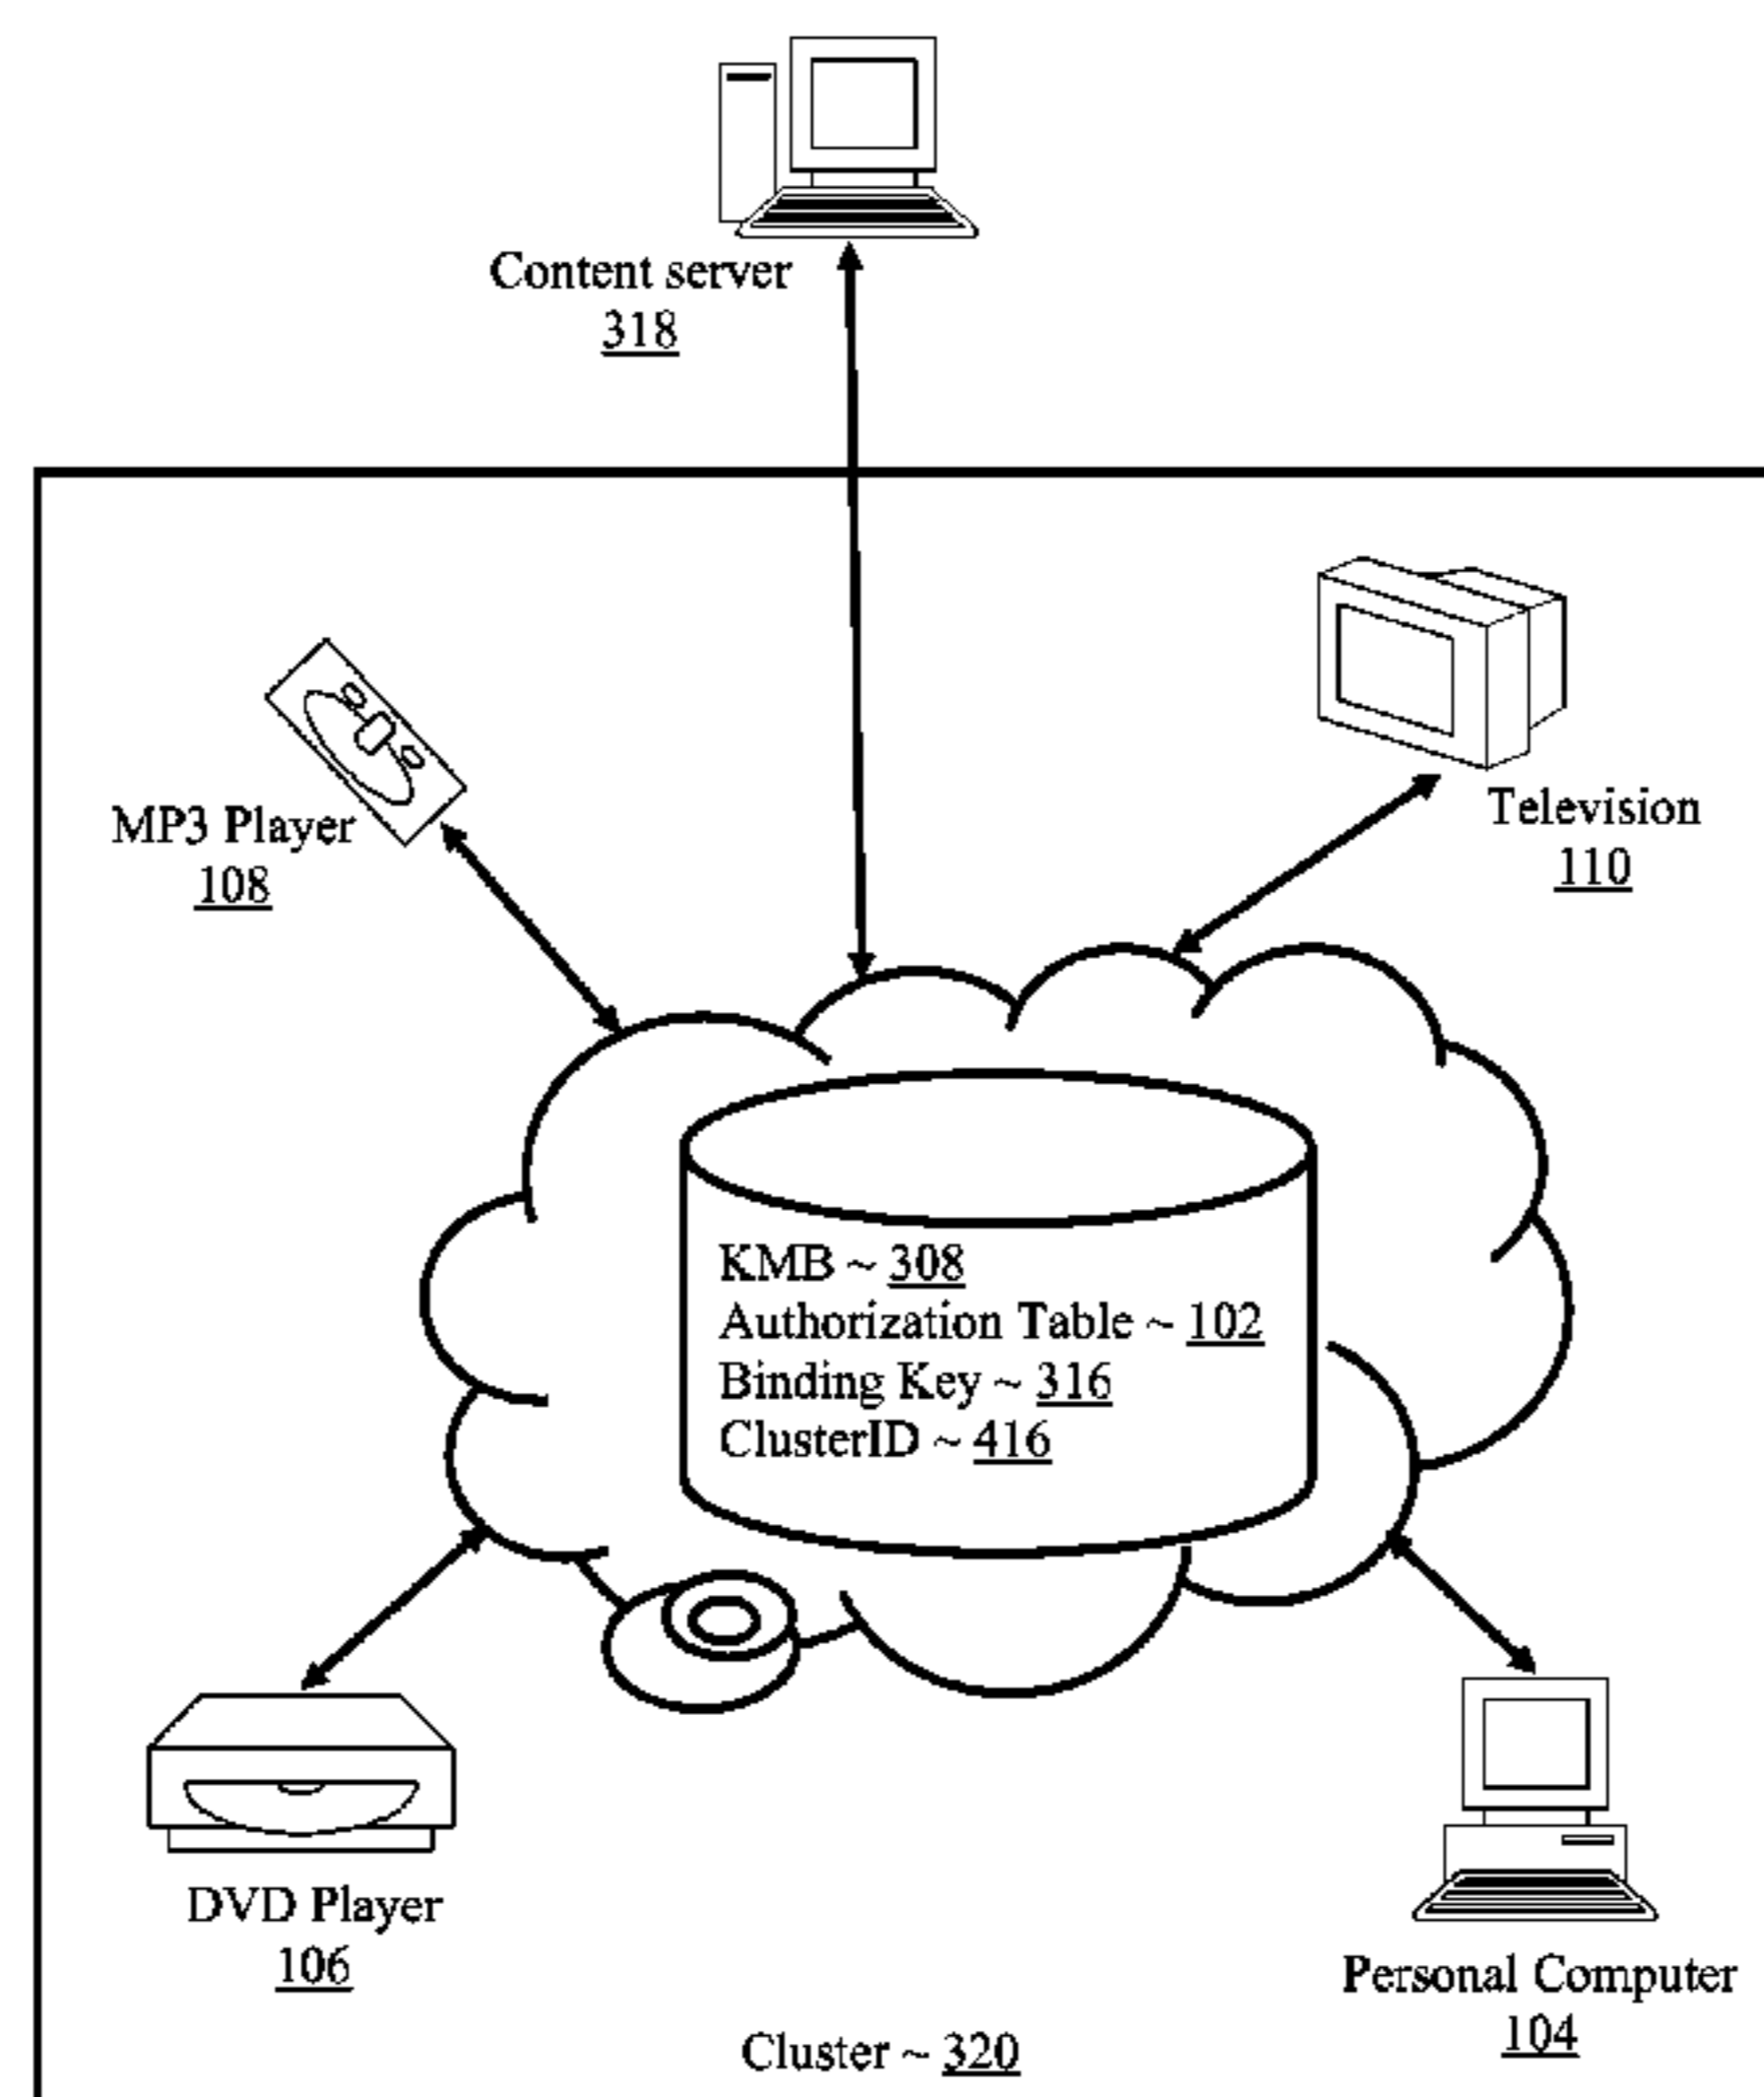 Content server
318
MP3 Player
108
Television
110
KMB ~ 308
Authorization Table ~ 102
Binding Key ~ 316
ClusterID ~ 416
DVD Player
106
Personal Computer
104
Cluster ~ 320